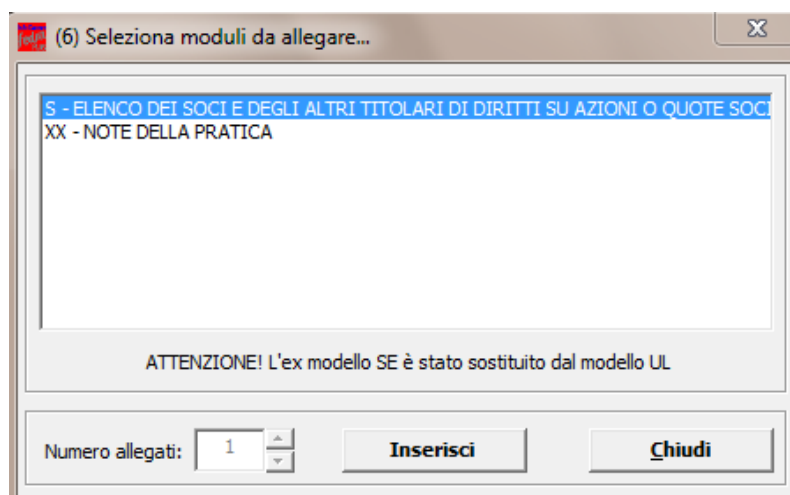 (6) Seleziona moduli da allegare...
S - ELENCO DEI SOCI E DEGLI ALTRI TITOLARI DI DIRITTI SU AZIONI O QUOTE SOCI
XX - NOTE DELLA PRATICA
ATTENZIONE! L'ex modello SE è stato sostituito dal modello UL
Numero allegati: 1 Inserisci Chiudi